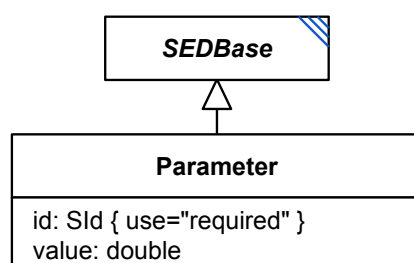 SEDBase
Parameter
id: SId { use="required" }
value: double